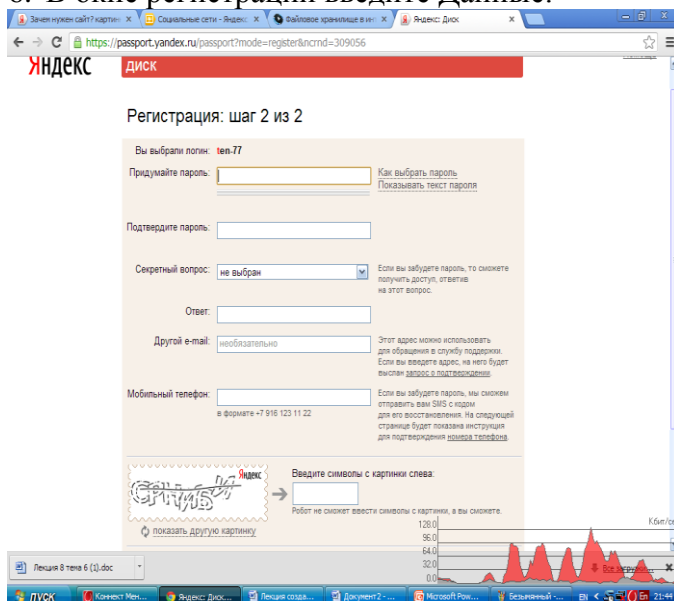 6. В окне регистрации введите данные:
Зачем нужен сайт? картин
Социальные сети - Яндекс
Файловое хранилище в ин
Яндекс: Диск
https://passport.yandex.ru/passport?mode=register&ncrnd=309056
Яндекс
диск
Регистрация: шаг 2 из 2
Вы выбрали логин: ten-77
Придумайте пароль:
Как выбрать пароль
Показывать текст пароля
Подтвердите пароль:
Секретный вопрос: не выбран
Если вы забудете пароль, то сможете
получить доступ, ответив
на этот вопрос.
Ответ:
Другой e-mail: необязательно
Этот адрес можно использовать
для обращения в службу поддержки.
Если вы введете адрес, на него будет
выслан запрос о подтверждении.
Мобильный телефон:
в формате +7 916 123 11 22
Если вы забудете пароль, мы сможем
отправить вам SMS с кодом
для его восстановления. На следующей
странице будет показана инструкция
для подтверждения номера телефона.
Яндекс
Введите символы с картинки слева:
Робот не сможет ввести символы с картинки, а вы сможете.
показать другую картинку
Кбит/се
128.0
96.0
64.0
32.0
0.0
Лекция 8 тема 6 (1).doc
Все загрузки...
пуск
Коннект Мен...
Яндекс: Дис...
Лекция созда...
Документ2 - ...
Microsoft Pow...
Безымянный -...
EN
21:44